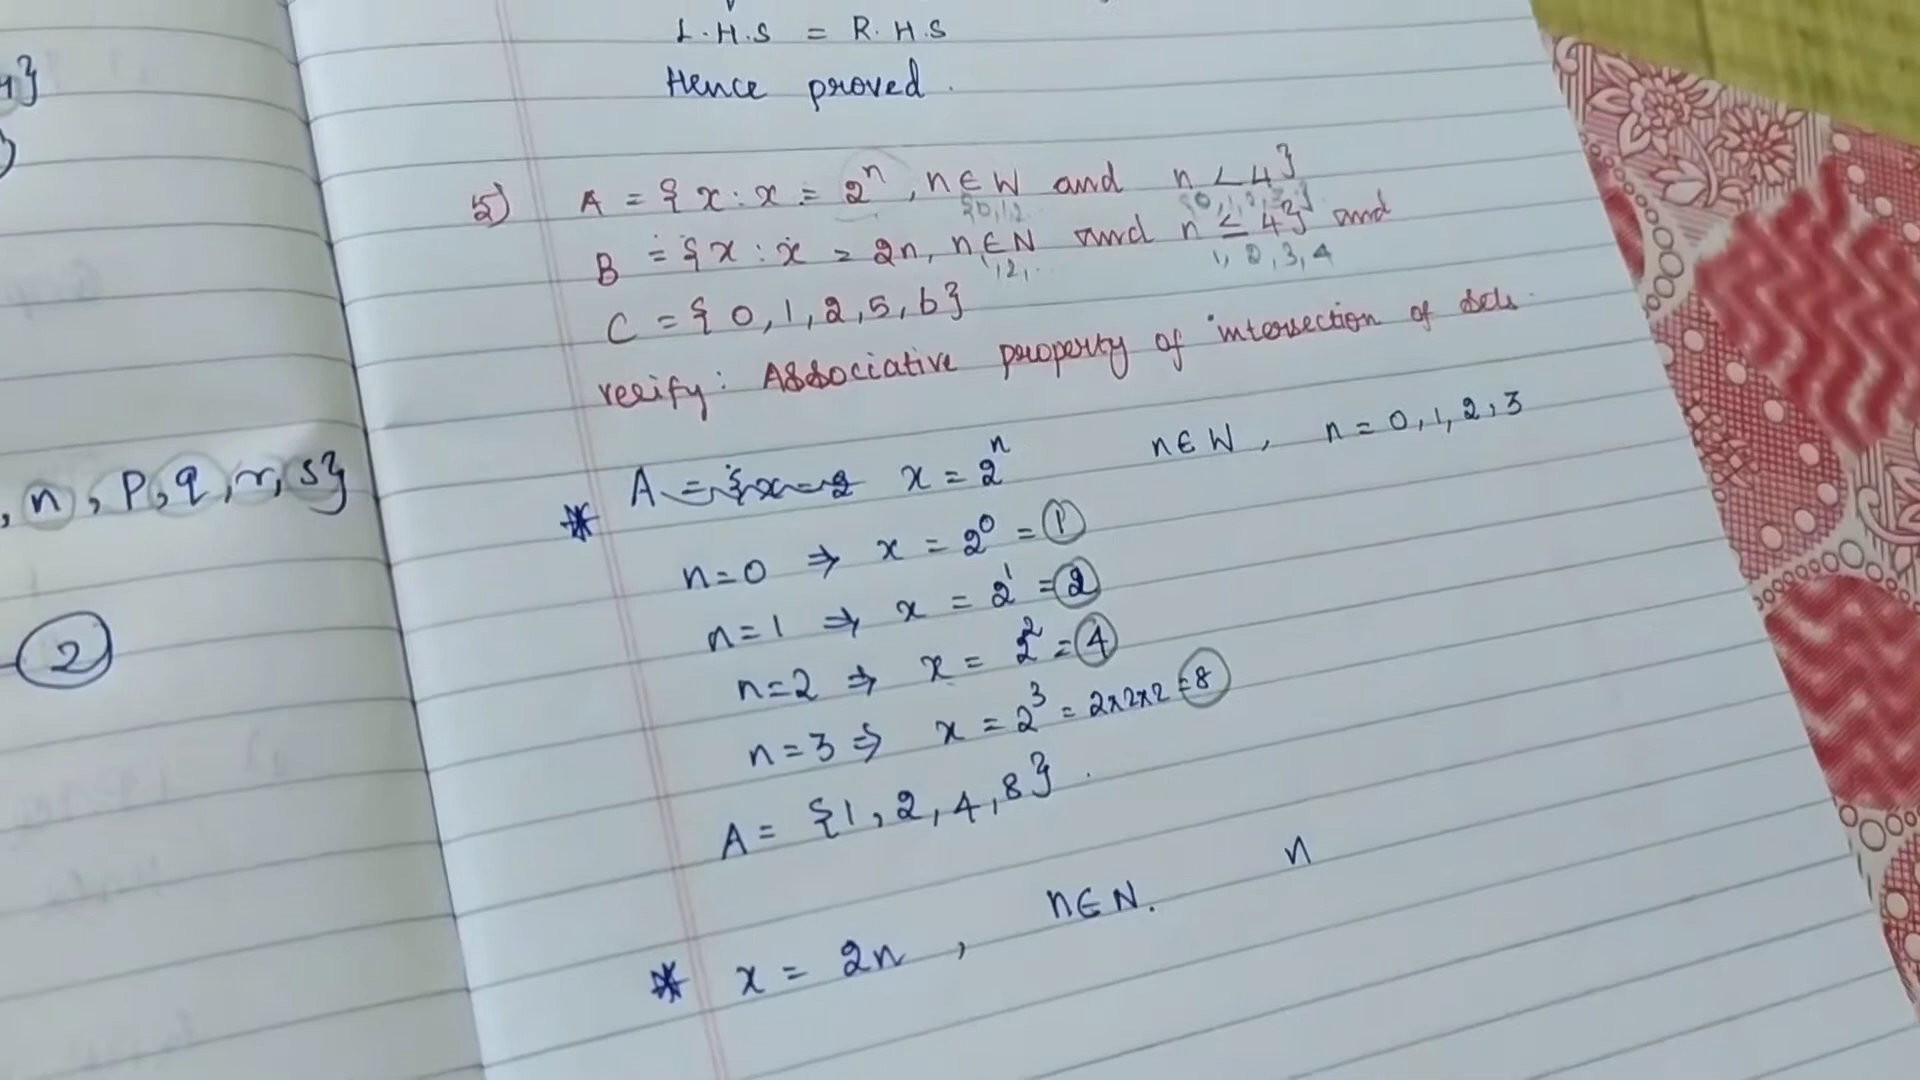 4}
}
, n, p, q, r, s}
2
L.H.S = R.H.S
Hence proved.
5) A = {x : x = 2ⁿ, n∈W and n < 4}
{0,1,2
B = {x : x = 2n, n∈N and n ≤ 4} and
1,2,.. 1, 2, 3, 4
C = {0, 1, 2, 5, 6}
verify: Associative property of intersection of sets.
* A = {x = 2 x = 2ⁿ n∈W, n = 0, 1, 2, 3
n=0 ⇒ x = 2⁰ = 1
n=1 ⇒ x = 2¹ = 2
n=2 ⇒ x = 2² = 4
n=3 ⇒ x = 2³ = 2×2×2 = 8
A = {1, 2, 4, 8}.
* x = 2n, n∈N. n